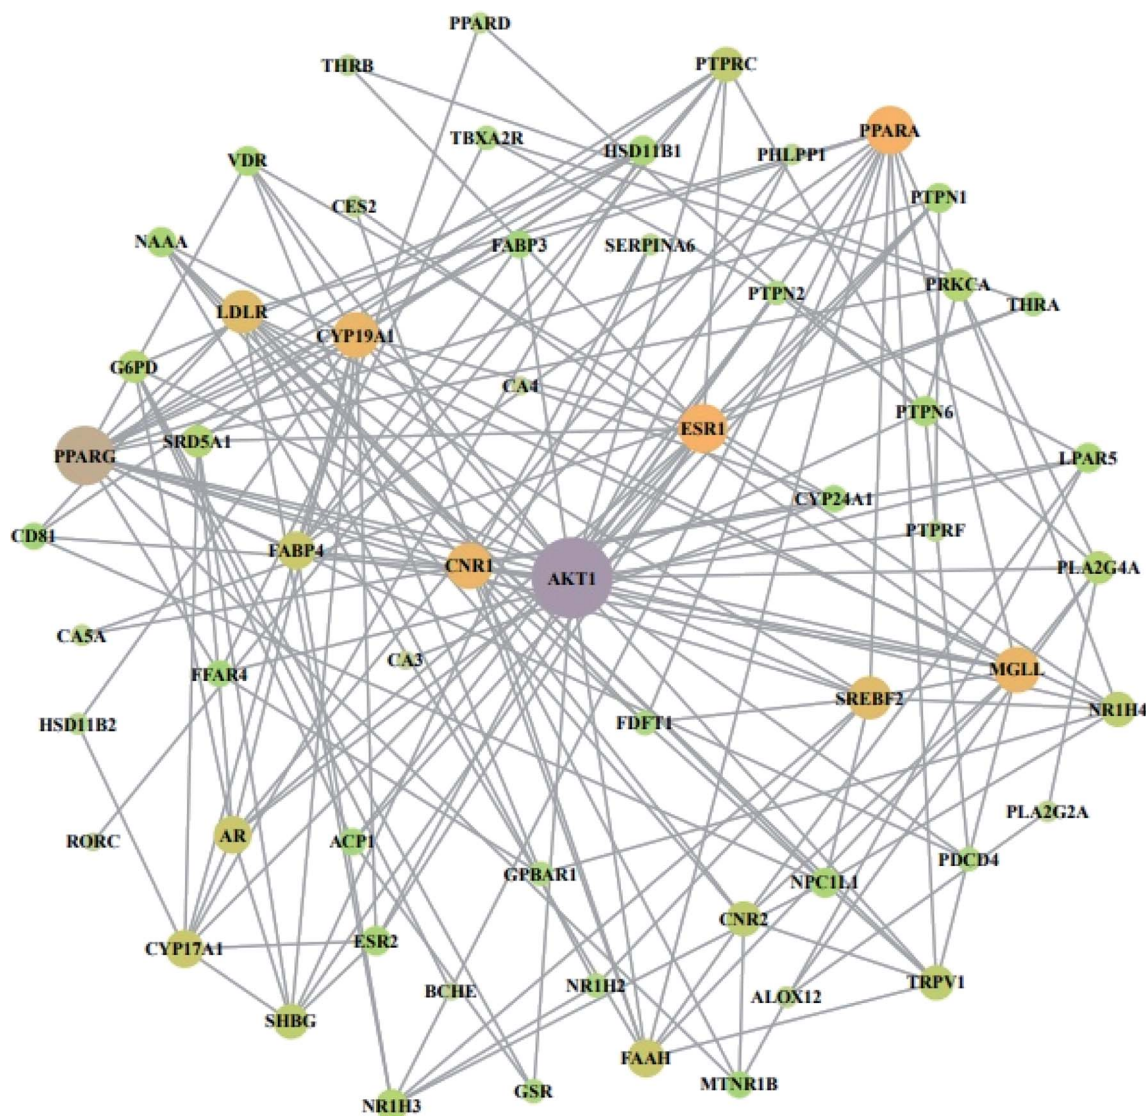 PPARD
THRB
PTPRC
PPARA
TBXA2R
HSD11B1
PHLPP1
VDR
PTPN1
CES2
NAAA
FABP3
SERPINA6
PTPN2
PRKCA
THRA
LDLR
CYP19A1
G6PD
CA4
PTPN6
ESR1
SRD5A1
PPARG
LPAR5
CYP24A1
CD81
PTPRF
FABP4
CNR1
AKT1
PLA2G4A
CA5A
CA3
FFAR4
MGLL
SREBF2
NR1H4
HSD11B2
FDFT1
PLA2G2A
RORC
AR
ACP1
PDCD4
GPBAR1
NPC1L1
CNR2
CYP17A1
ESR2
TRPV1
BCHE
NR1H2
ALOX12
SHBG
FAAH
MTNR1B
GSR
NR1H3